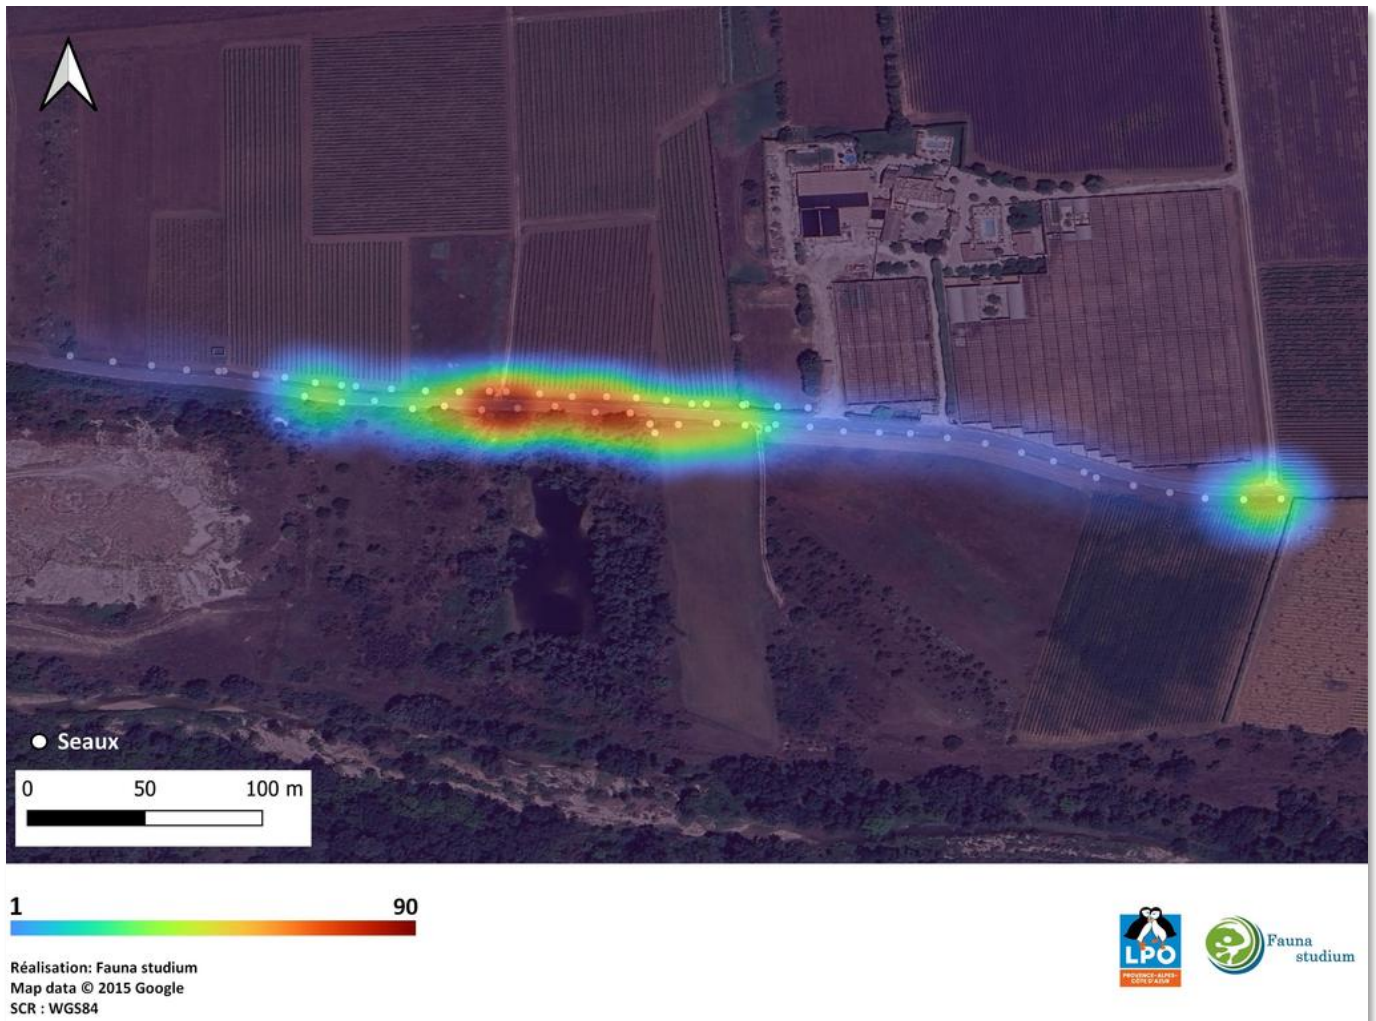 Seaux
0 50 100 m
1 90
Réalisation: Fauna studium
Map data © 2015 Google
SCR : WGS84
LPO
PROVENCE-ALPES-
CÔTE D'AZUR
Fauna
studium